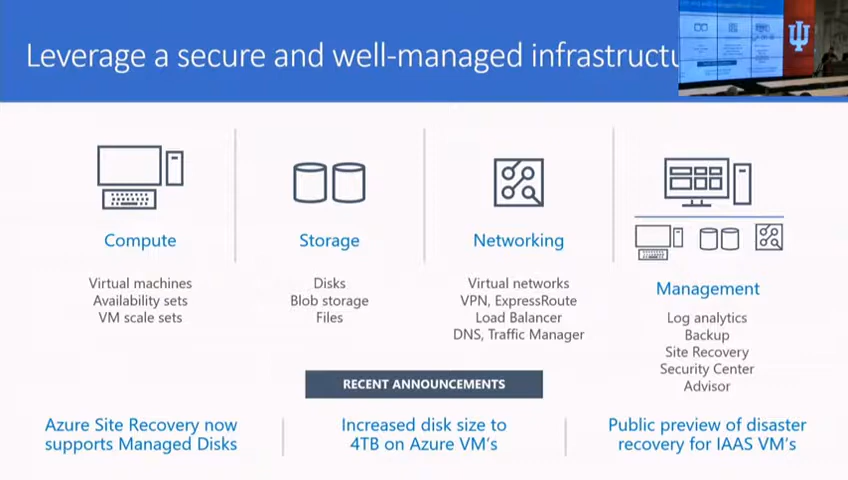 Leverage a secure and well-managed infrastructu
Compute
Virtual machines
Availability sets
VM scale sets
Storage
Disks
Blob storage
Files
Networking
Virtual networks
VPN, ExpressRoute
Load Balancer
DNS, Traffic Manager
Management
Log analytics
Backup
Site Recovery
Security Center
Advisor
RECENT ANNOUNCEMENTS
Azure Site Recovery now
supports Managed Disks
Increased disk size to
4TB on Azure VM's
Public preview of disaster
recovery for IAAS VM's